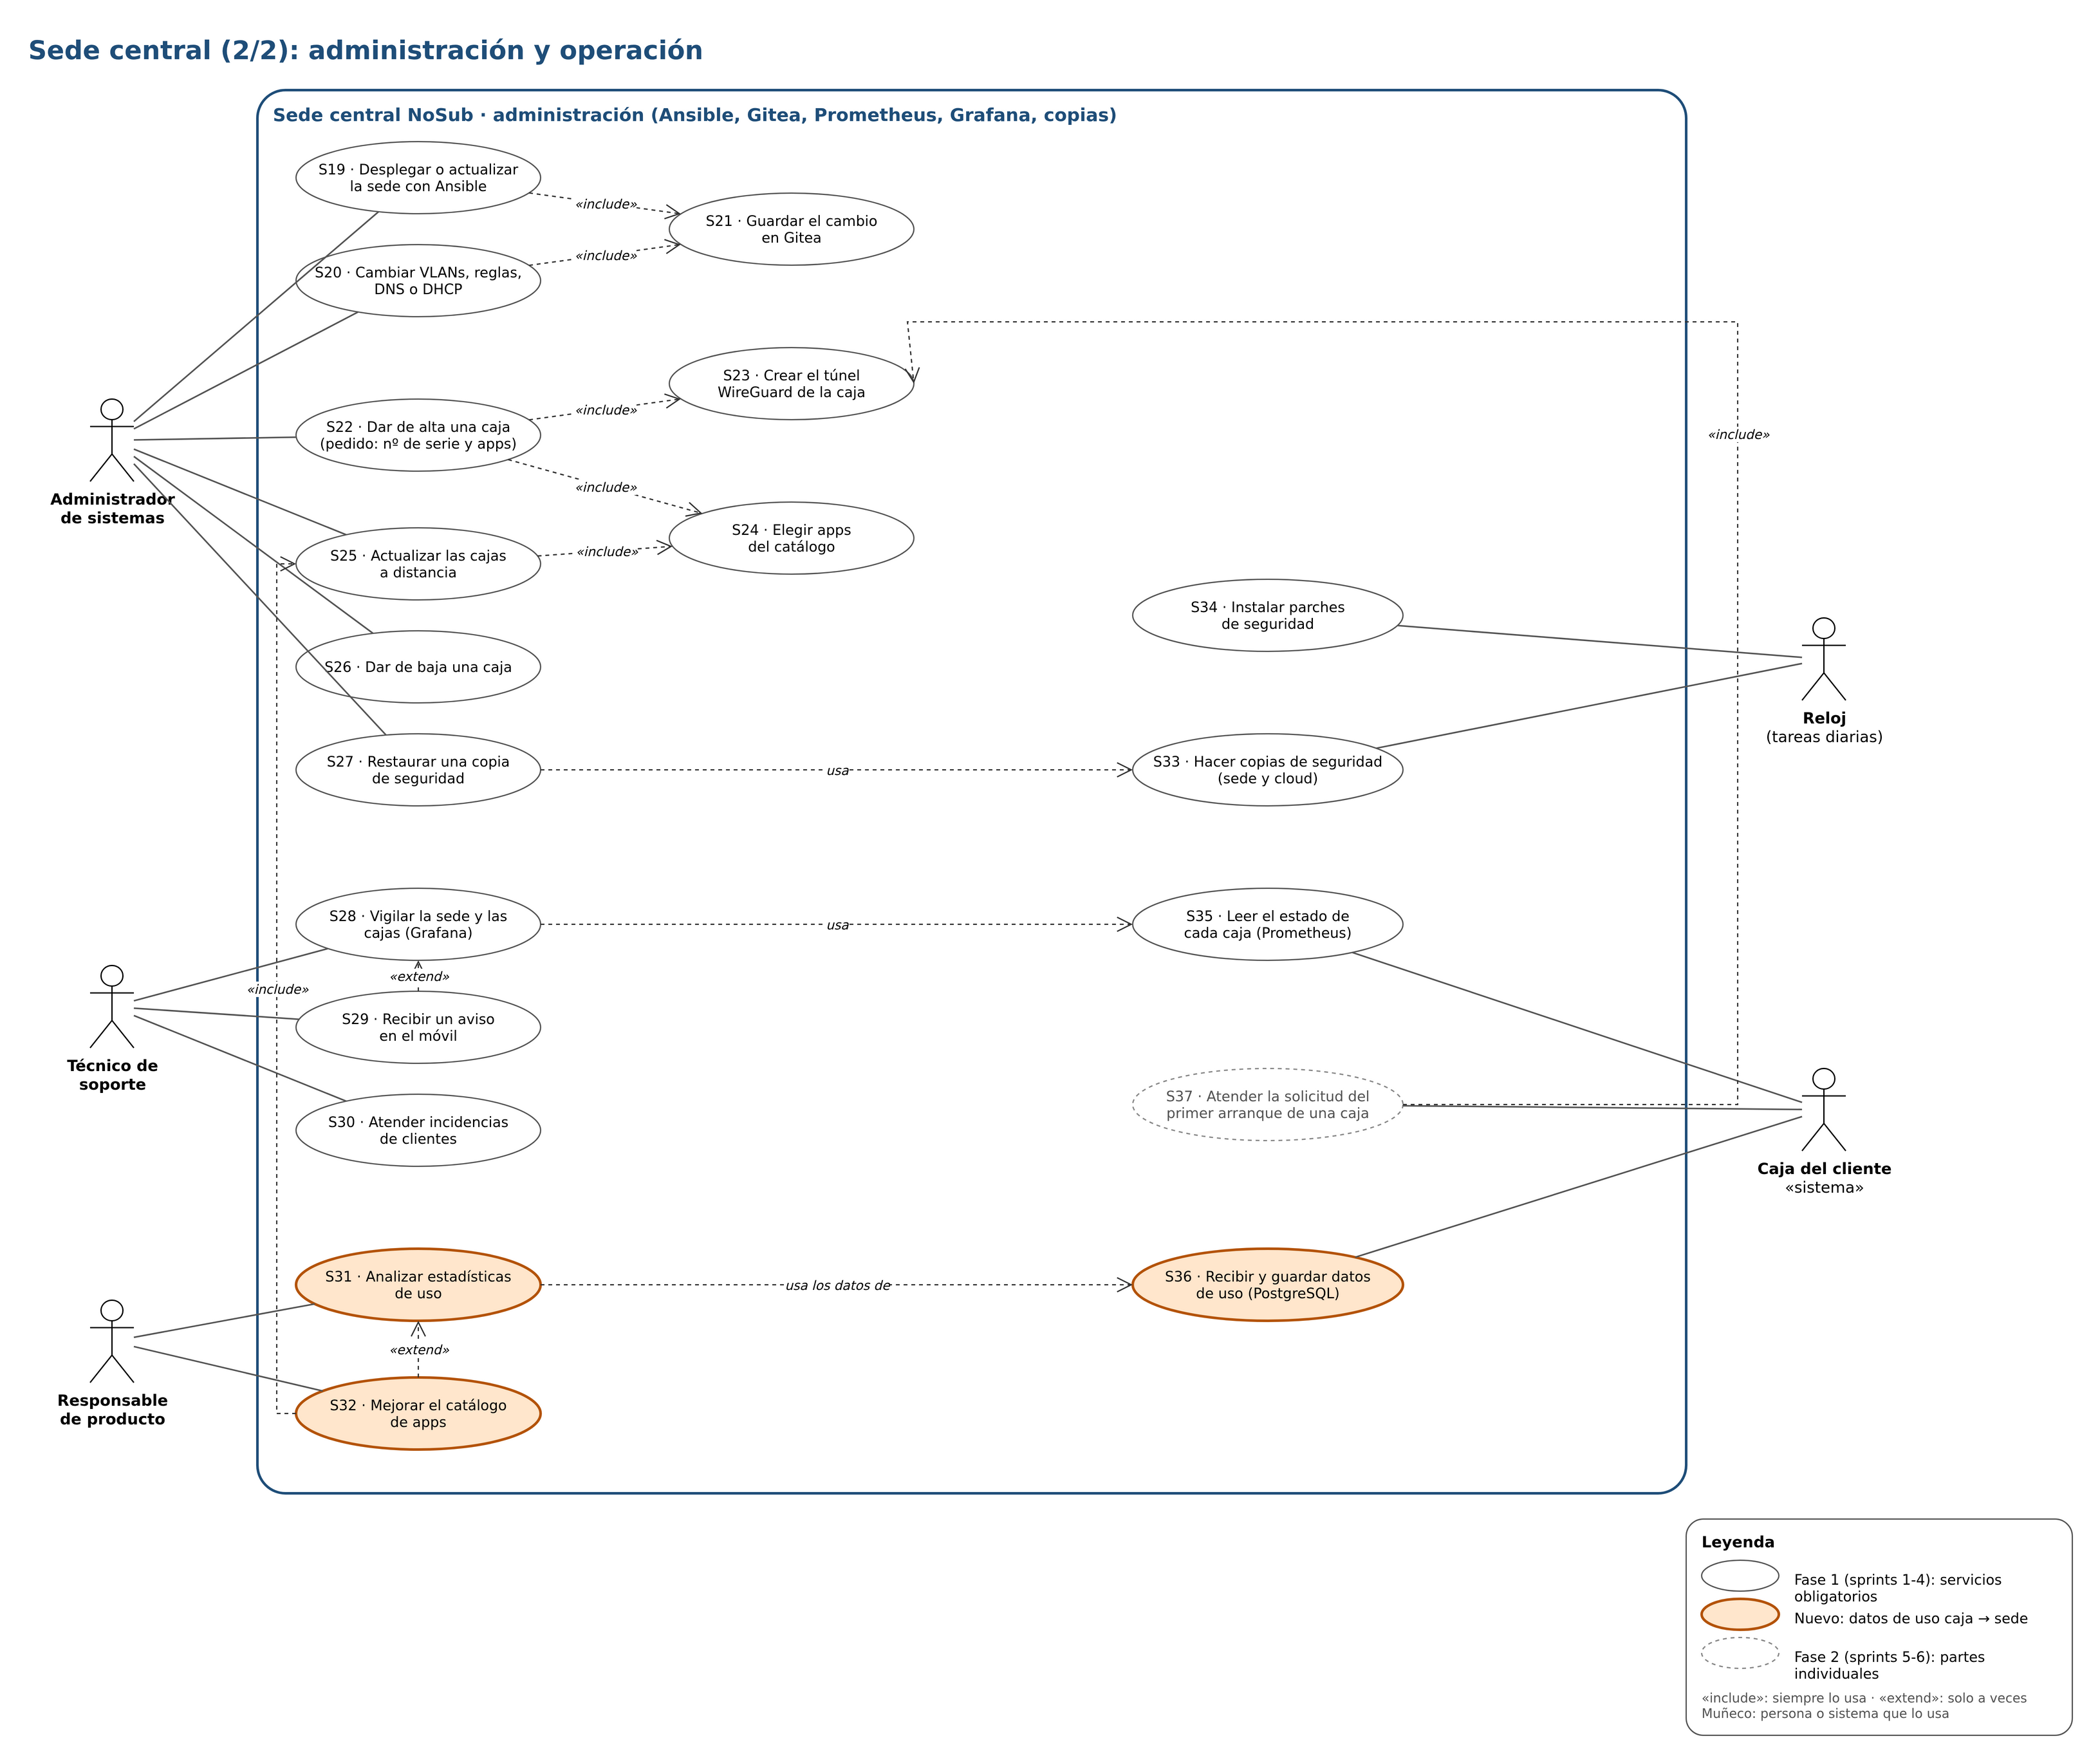 Sede central (2/2): administración y operación
Sede central NoSub · administración (Ansible, Gitea, Prometheus, Grafana, copias)
S19 · Desplegar o actualizar
la sede con Ansible
«include»
S21 · Guardar el cambio
en Gitea
«include»
S20 · Cambiar VLANs, reglas,
DNS o DHCP
S23 · Crear el túnel
WireGuard de la caja
«include»
S22 · Dar de alta una caja
(pedido: nº de serie y apps)
«include»
«include»
Administrador
de sistemas
S24 · Elegir apps
del catálogo
S25 · Actualizar las cajas
a distancia
«include»
S34 · Instalar parches
de seguridad
S26 · Dar de baja una caja
Reloj
(tareas diarias)
S27 · Restaurar una copia
de seguridad
usa
S33 · Hacer copias de seguridad
(sede y cloud)
S28 · Vigilar la sede y las
cajas (Grafana)
usa
S35 · Leer el estado de
cada caja (Prometheus)
«extend»
«include»
S29 · Recibir un aviso
en el móvil
Técnico de
soporte
S37 · Atender la solicitud del
primer arranque de una caja
S30 · Atender incidencias
de clientes
Caja del cliente
«sistema»
S31 · Analizar estadísticas
de uso
usa los datos de
S36 · Recibir y guardar datos
de uso (PostgreSQL)
«extend»
Responsable
de producto
S32 · Mejorar el catálogo
de apps
Leyenda
Fase 1 (sprints 1-4): servicios
obligatorios
Nuevo: datos de uso caja → sede
Fase 2 (sprints 5-6): partes
individuales
«include»: siempre lo usa · «extend»: solo a veces
Muñeco: persona o sistema que lo usa